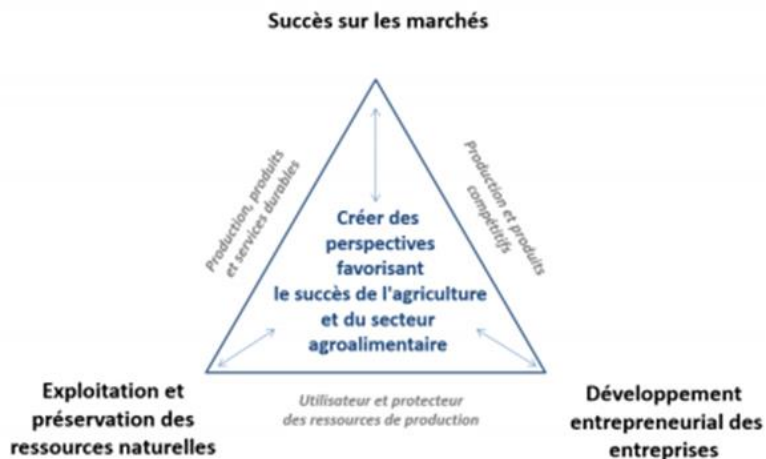 Succès sur les marchés
Production, produits
et services durables
Production et produits
compétitifs
Créer des
perspectives
favorisant
le succès de l'agriculture
et du secteur
agroalimentaire
Exploitation et
préservation des
ressources naturelles
Utilisateur et protecteur
des ressources de production
Développement
entrepreneurial des
entreprises